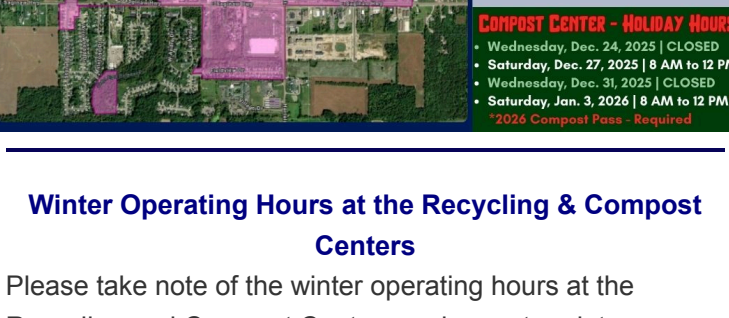 COMPOST CENTER - HOLIDAY HOURS
• Wednesday, Dec. 24, 2025 | CLOSED
• Saturday, Dec. 27, 2025 | 8 AM to 12 PM
• Wednesday, Dec. 31, 2025 | CLOSED
• Saturday, Jan. 3, 2026 | 8 AM to 12 PM
*2026 Compost Pass - Required
Winter Operating Hours at the Recycling & Compost
Centers
Please take note of the winter operating hours at the